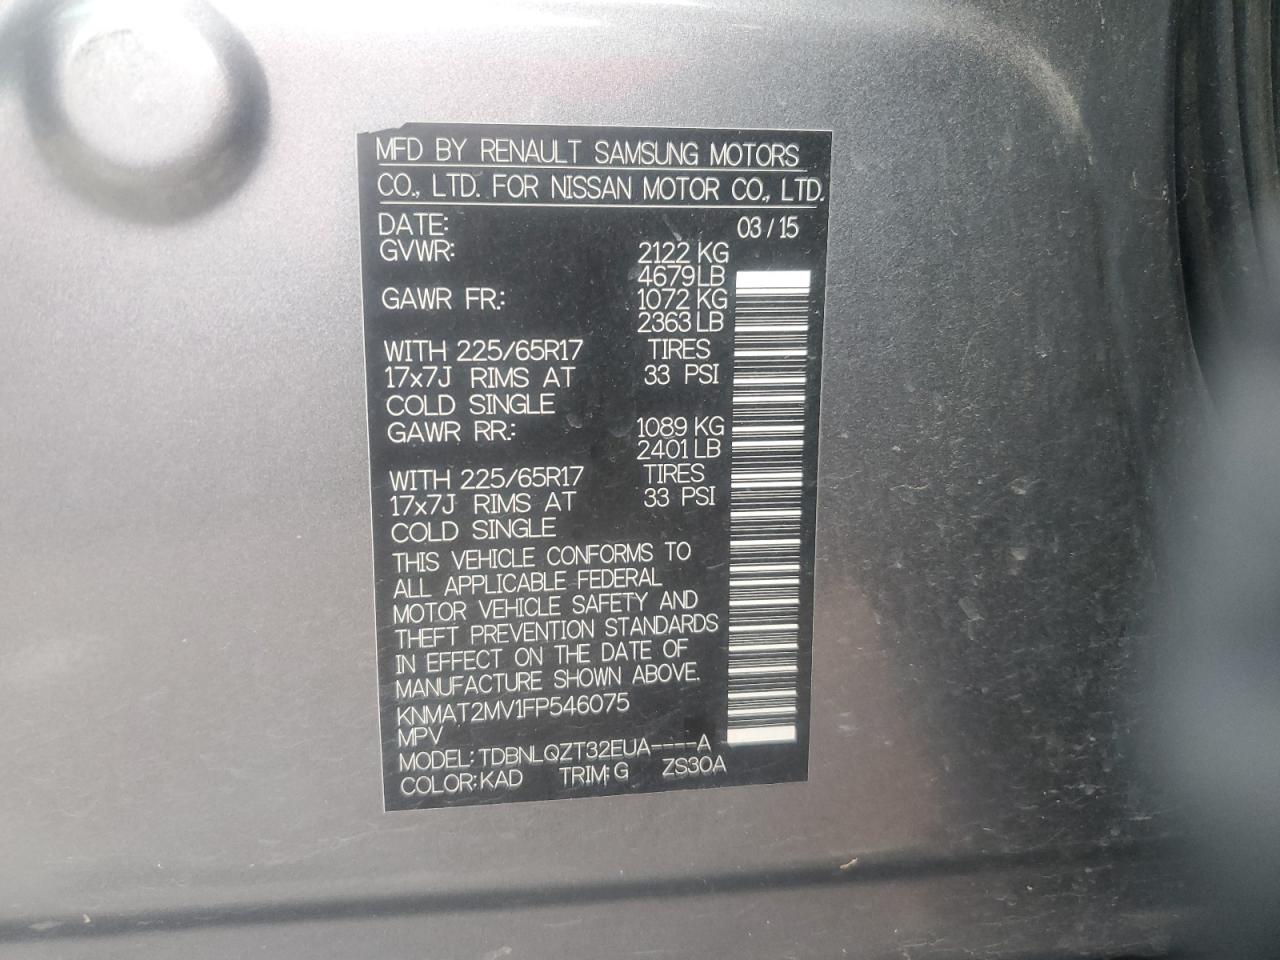 MFD BY RENAULT SAMSUNG MOTORS
CO., LTD. FOR NISSAN MOTOR CO., LTD.
DATE: 03/15
GVWR: 2122 KG
4679 LB
GAWR FR: 1072 KG
2363 LB
WITH 225/65R17 TIRES
17x7J RIMS AT 33 PSI
COLD SINGLE
GAWR RR: 1089 KG
2401 LB
WITH 225/65R17 TIRES
17x7J RIMS AT 33 PSI
COLD SINGLE
THIS VEHICLE CONFORMS TO
ALL APPLICABLE FEDERAL
MOTOR VEHICLE SAFETY AND
THEFT PREVENTION STANDARDS
IN EFFECT ON THE DATE OF
MANUFACTURE SHOWN ABOVE.
KNMAT2MV1FP546075
MPV
MODEL: TDBNLQZT32EUA----A
COLOR: KAD TRIM: G ZS30A